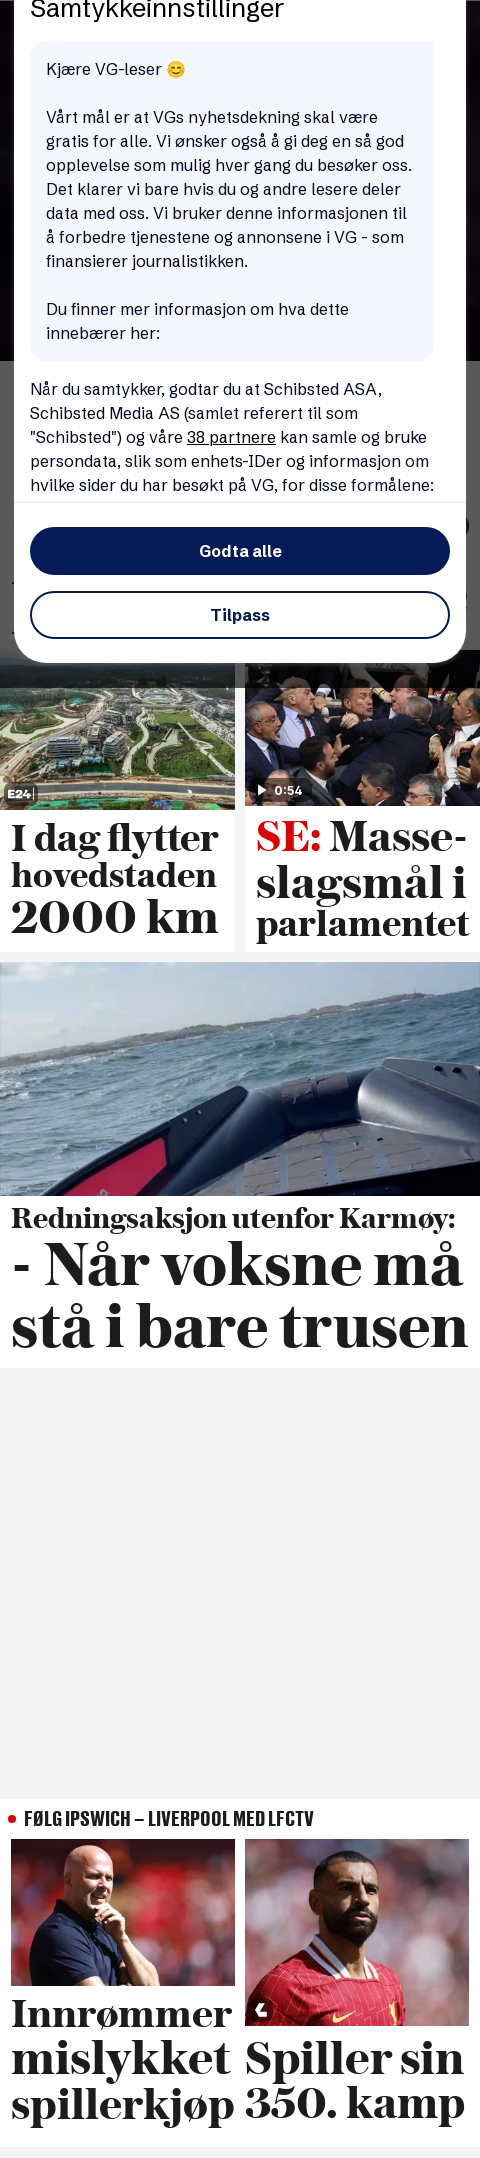 Samtykkeinnstillinger
Kjære VG-leser 😊
Vårt mål er at VGs nyhetsdekning skal være
gratis for alle. Vi ønsker også å gi deg en så god
opplevelse som mulig hver gang du besøker oss.
Det klarer vi bare hvis du og andre lesere deler
data med oss. Vi bruker denne informasjonen til
å forbedre tjenestene og annonsene i VG - som
finansierer journalistikken.
Du finner mer informasjon om hva dette
innebærer her:
Når du samtykker, godtar du at Schibsted ASA,
Schibsted Media AS (samlet referert til som
"Schibsted") og våre 38 partnere kan samle og bruke
persondata, slik som enhets-IDer og informasjon om
hvilke sider du har besøkt på VG, for disse formålene:
Godta alle
Tilpass
E24
I dag flytter
hovedstaden
2000 km
0:54
SE: Masse-
slagsmål i
parlamentet
Redningsaksjon utenfor Karmøy:
- Når voksne må
stå i bare trusen
FØLG IPSWICH – LIVERPOOL MED LFCTV
Innrømmer
mislykket
spillerkjøp
Spiller sin
350. kamp